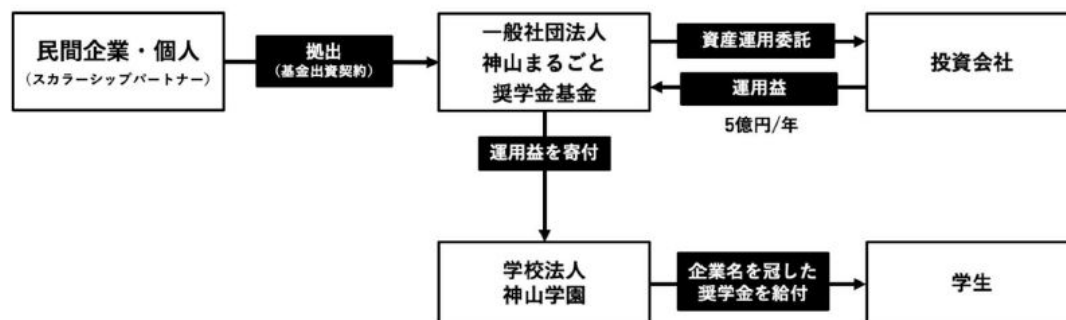 民間企業・個人
（スカラーシップパートナー）
拠出
（基金出資契約）
一般社団法人
神山まるごと
奨学金基金
資産運用委託
運用益
5億円/年
投資会社
運用益を寄付
学校法人
神山学園
企業名を冠した
奨学金を給付
学生